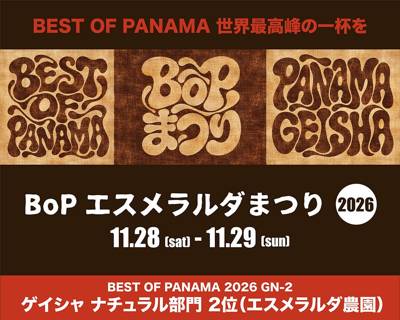 BEST OF PANAMA 世界最高峰の一杯を
BEST
OF
PANAMA
BOP
まつり
PANAMA
GEISHA
BoP エスメラルダまつり 2026
11.28 (sat) - 11.29 (sun)
BEST OF PANAMA 2026 GN-2
ゲイシャ ナチュラル部門 2位(エスメラルダ農園)